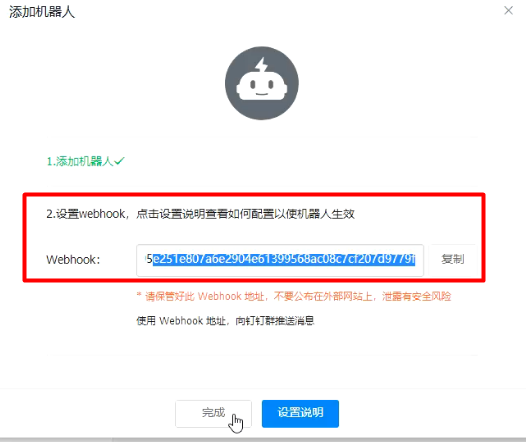 添加机器人
1.添加机器人
2.设置webhook，点击设置说明查看如何配置以使机器人生效
Webhook： 5e251e807a6e2904e61399568ac08c7cf207d9779f 复制
* 请保管好此 Webhook 地址，不要公布在外部网站上，泄露有安全风险
使用 Webhook 地址，向钉钉群推送消息
完成 设置说明